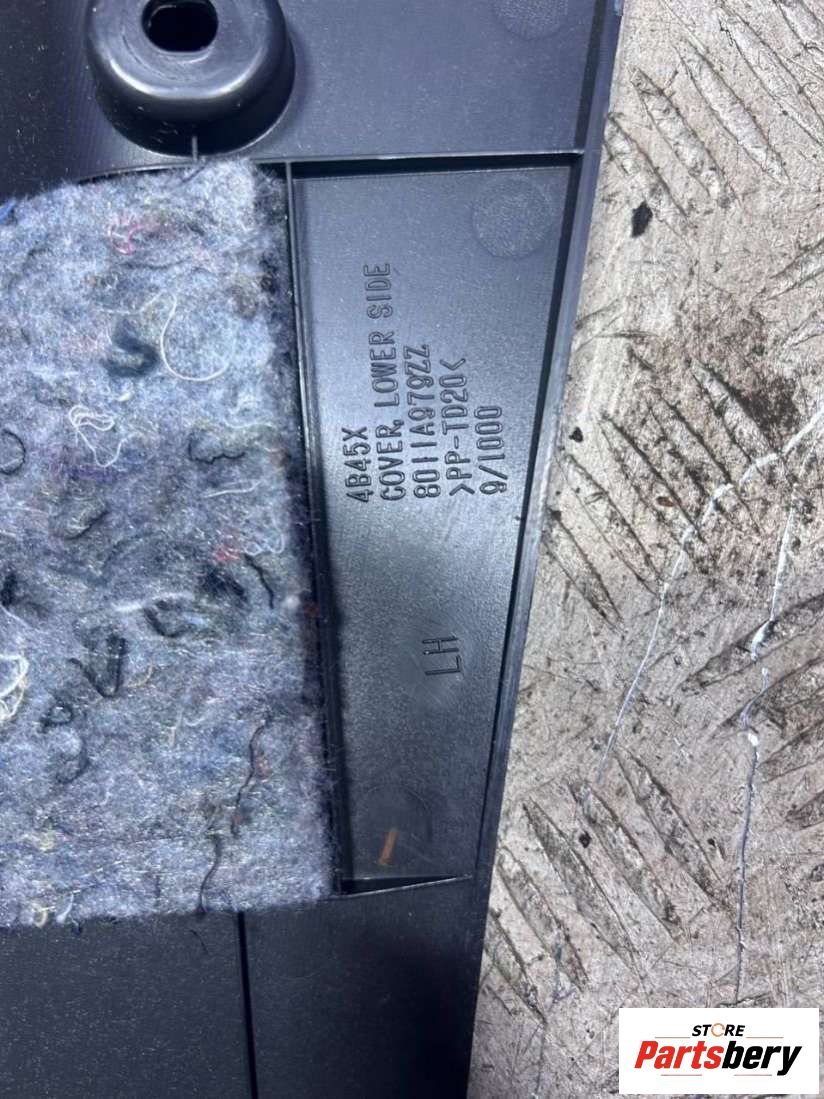 4B45X
COVER, LOWER SIDE
8011A979ZZ
>PP-TD20<
9/1000
LH
STORE
Partsbery